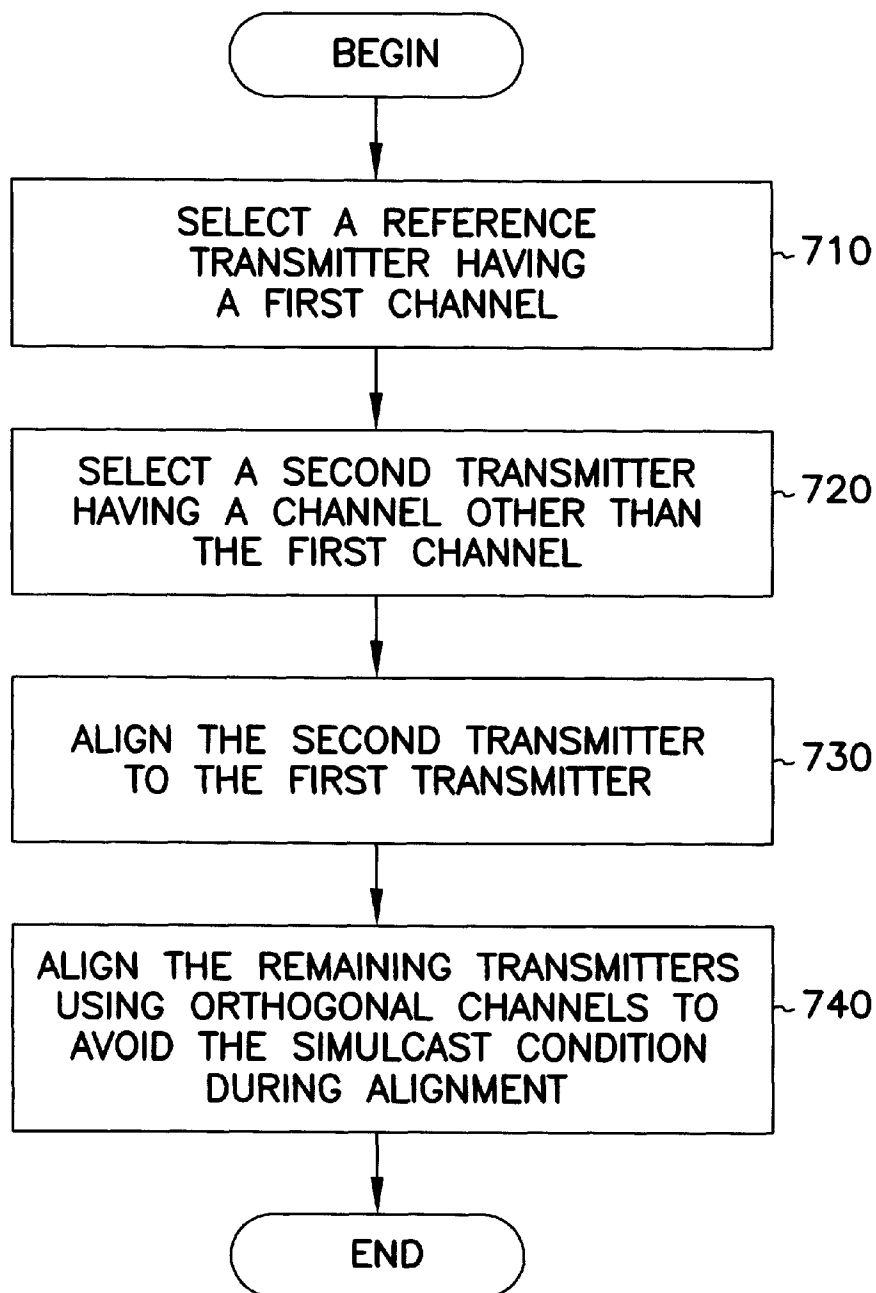 BEGIN
SELECT A REFERENCE
TRANSMITTER HAVING
A FIRST CHANNEL
710
SELECT A SECOND TRANSMITTER
HAVING A CHANNEL OTHER THAN
THE FIRST CHANNEL
720
ALIGN THE SECOND TRANSMITTER
TO THE FIRST TRANSMITTER
730
ALIGN THE REMAINING TRANSMITTERS
USING ORTHOGONAL CHANNELS TO
AVOID THE SIMULCAST CONDITION
DURING ALIGNMENT
740
END